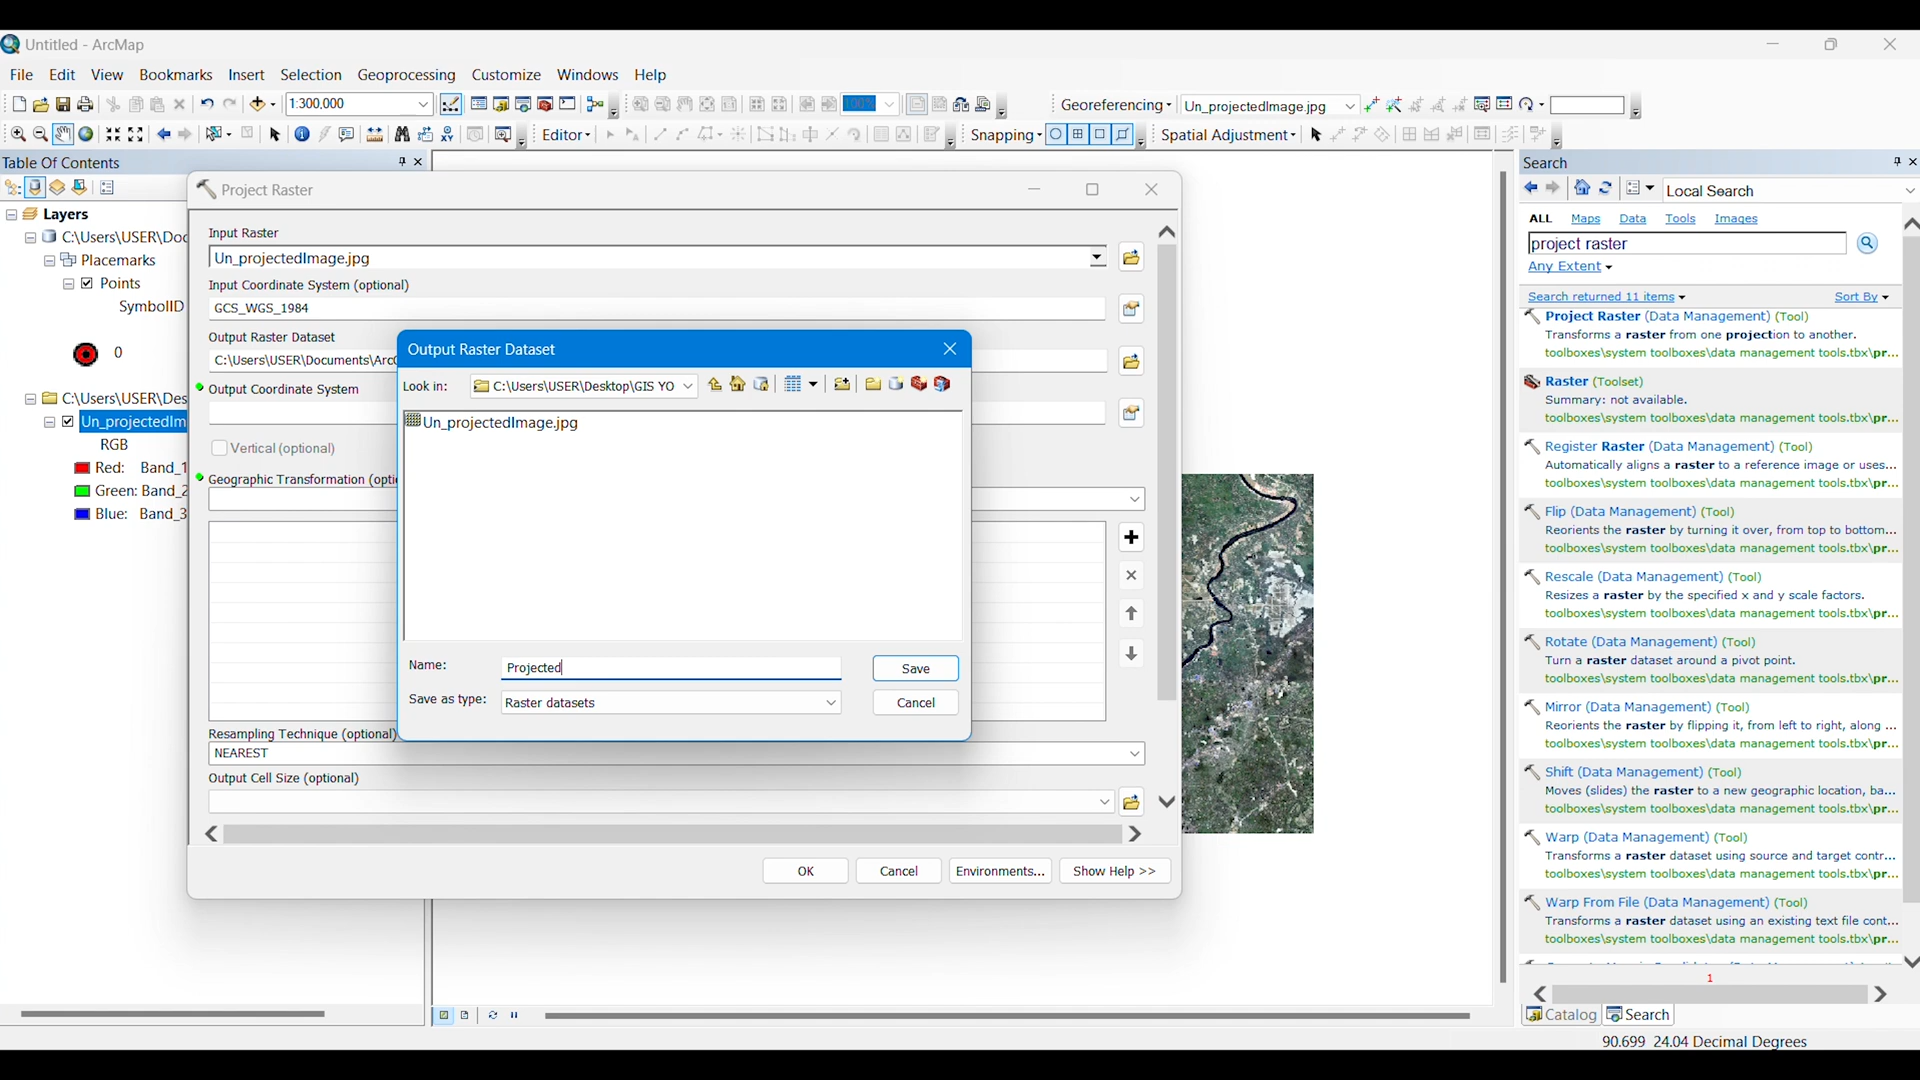 Untitled - ArcMap
File Edit View Bookmarks Insert Selection Geoprocessing Customize Windows Help
1:300,000
100%
Georeferencing
Un_projectedImage.jpg
Editor
Snapping
Spatial Adjustment
Table Of Contents
Layers
C:\Users\USER\Doc
Placemarks
Points
SymbolID
0
C:\Users\USER\Des
Un_projectedIm
RGB
Red: Band_1
Green: Band_2
Blue: Band_3
Project Raster
Input Raster
Un_projectedImage.jpg
Input Coordinate System (optional)
GCS_WGS_1984
Output Raster Dataset
C:\Users\USER\Documents\Arc
Output Coordinate System
Vertical (optional)
Geographic Transformation (opti
Resampling Technique (optional)
NEAREST
Output Cell Size (optional)
OK Cancel Environments... Show Help >>
Output Raster Dataset
Look in: C:\Users\USER\Desktop\GIS YO
Un_projectedImage.jpg
Name: Projected
Save
Save as type: Raster datasets
Cancel
Search
Local Search
ALL Maps Data Tools Images
project raster
Any Extent
Search returned 11 items Sort By
Project Raster (Data Management) (Tool)
Transforms a raster from one projection to another.
toolboxes\system toolboxes\data management tools.tbx\pr...
Raster (Toolset)
Summary: not available.
toolboxes\system toolboxes\data management tools.tbx\pr...
Register Raster (Data Management) (Tool)
Automatically aligns a raster to a reference image or uses...
toolboxes\system toolboxes\data management tools.tbx\pr...
Flip (Data Management) (Tool)
Reorients the raster by turning it over, from top to bottom...
toolboxes\system toolboxes\data management tools.tbx\pr...
Rescale (Data Management) (Tool)
Resizes a raster by the specified x and y scale factors.
toolboxes\system toolboxes\data management tools.tbx\pr...
Rotate (Data Management) (Tool)
Turn a raster dataset around a pivot point.
toolboxes\system toolboxes\data management tools.tbx\pr...
Mirror (Data Management) (Tool)
Reorients the raster by flipping it, from left to right, along ...
toolboxes\system toolboxes\data management tools.tbx\pr...
Shift (Data Management) (Tool)
Moves (slides) the raster to a new geographic location, ba...
toolboxes\system toolboxes\data management tools.tbx\pr...
Warp (Data Management) (Tool)
Transforms a raster dataset using source and target contr...
toolboxes\system toolboxes\data management tools.tbx\pr...
Warp From File (Data Management) (Tool)
Transforms a raster dataset using an existing text file cont...
toolboxes\system toolboxes\data management tools.tbx\pr...
1
Catalog Search
90.699 24.04 Decimal Degrees